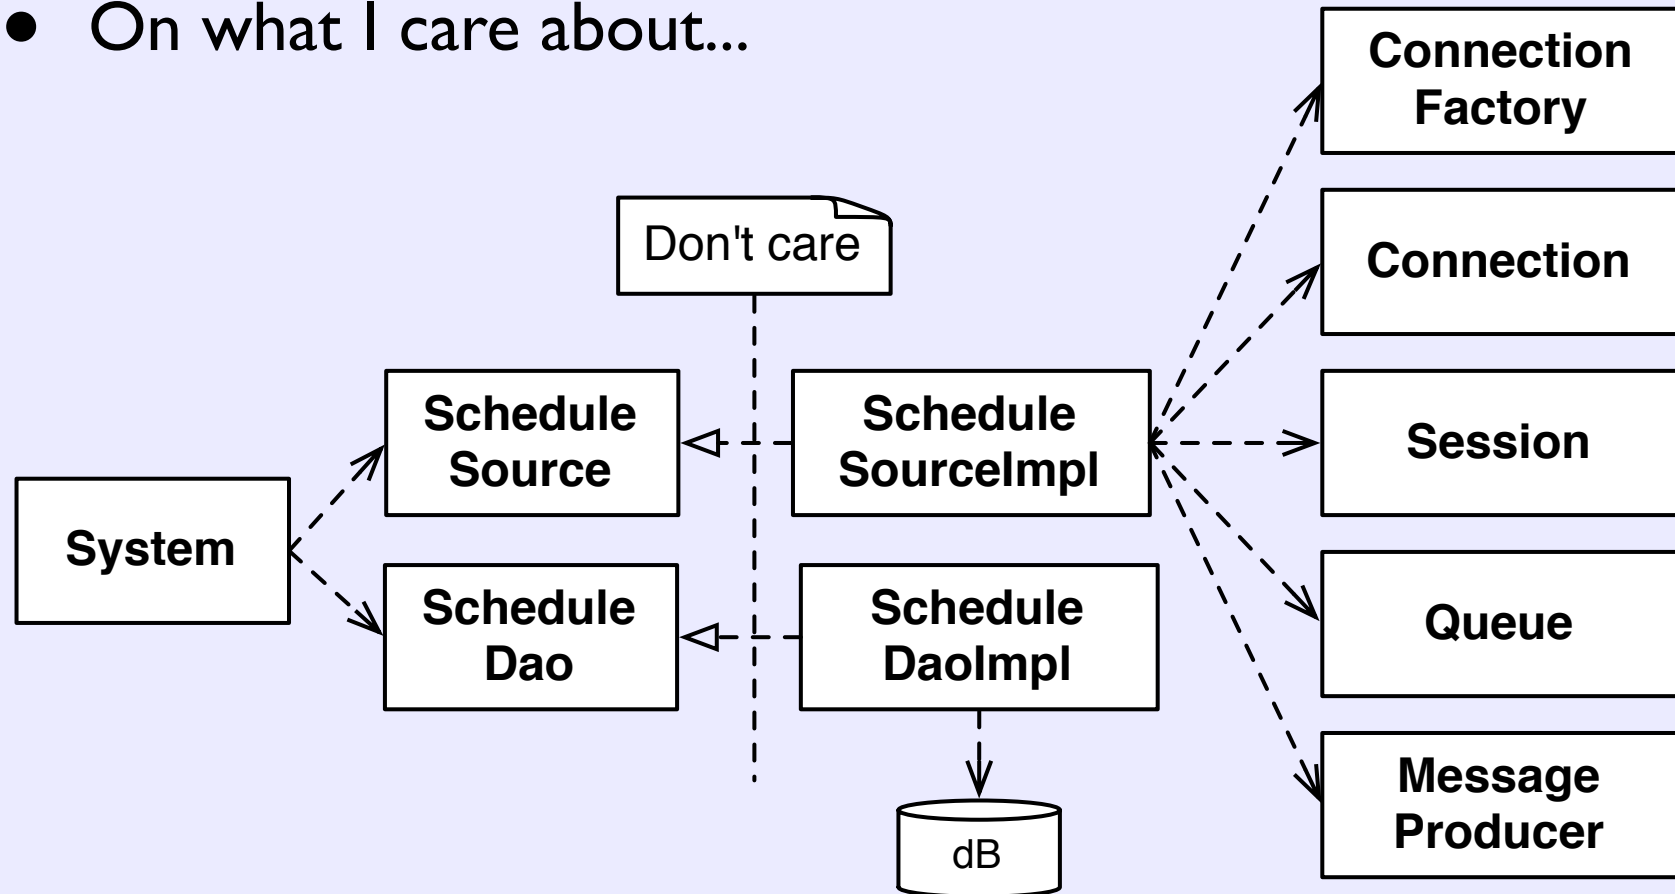 ● On what I care about...
Connection
Factory
Don't care
Connection
Schedule
Source
Schedule
SourceImpl
Session
System
Schedule
Dao
Schedule
DaoImpl
Queue
Message
Producer
dB